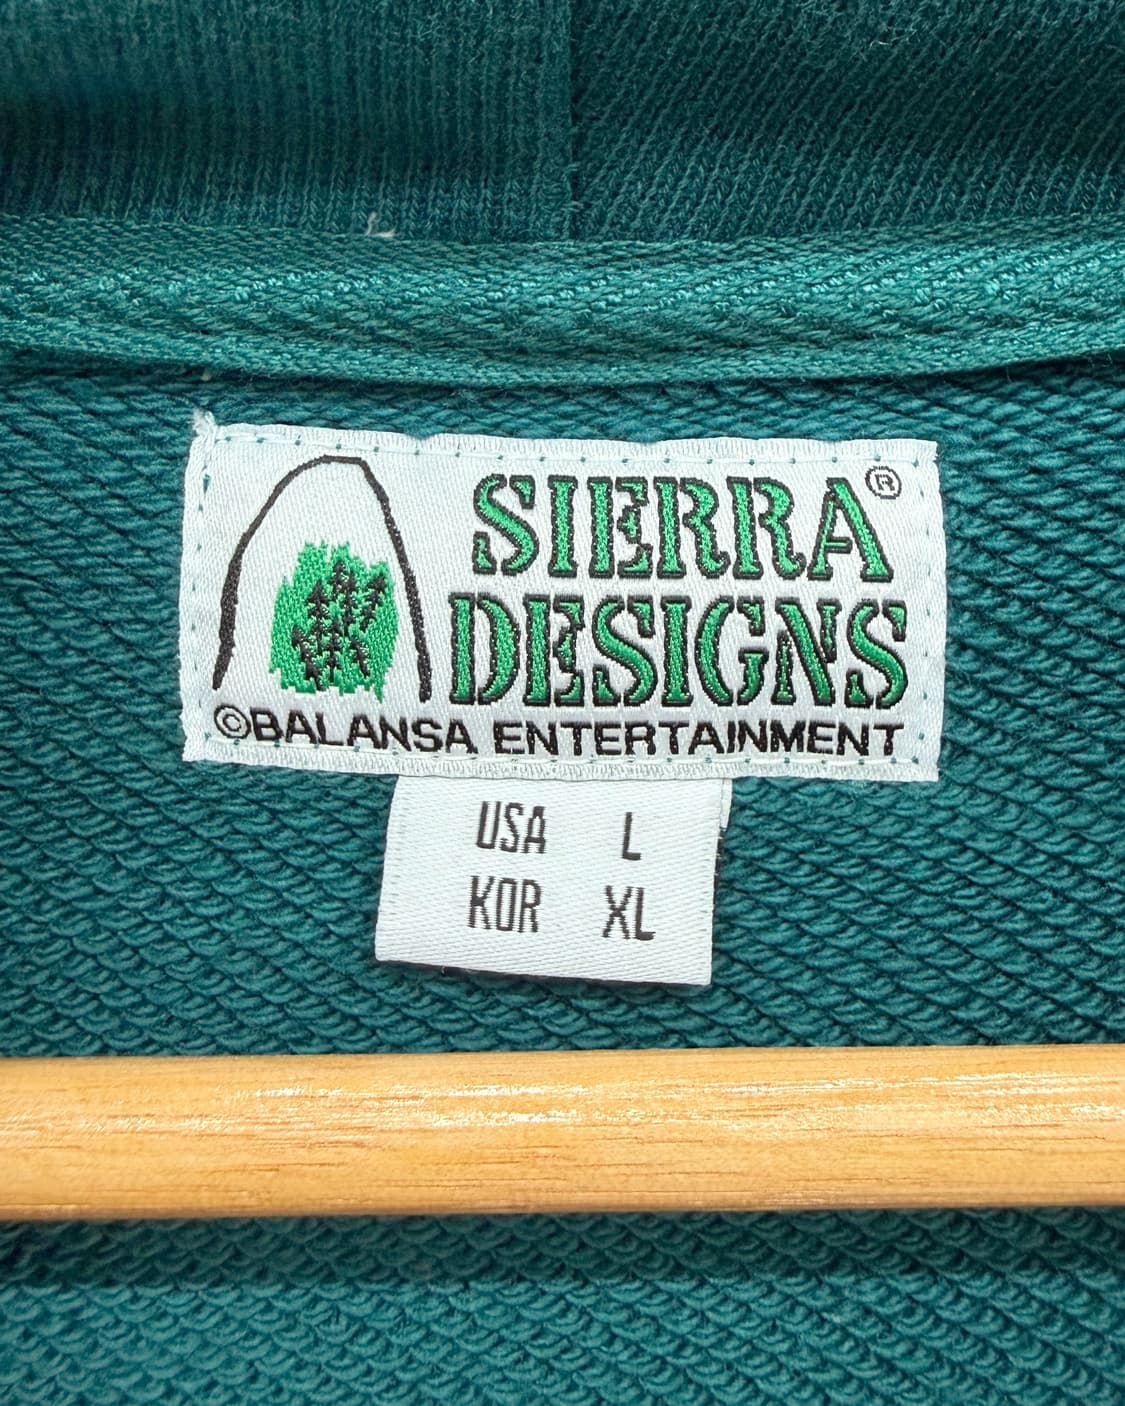 SIERRA®
DESIGNS
©BALANSA ENTERTAINMENT
USA L
KOR XL